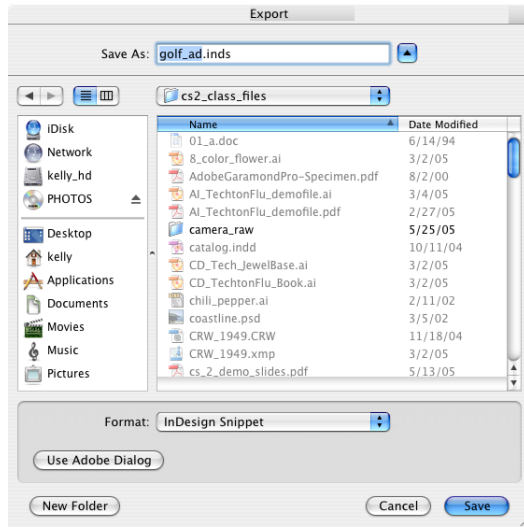 Export
Save As: golf_ad.inds
cs2_class_files
iDisk
Network
kelly_hd
PHOTOS
Desktop
kelly
Applications
Documents
Movies
Music
Pictures
Name Date Modified
01_a.doc 6/14/94
8_color_flower.ai 3/2/05
AdobeGaramondPro-Specimen.pdf 8/2/00
AI_TechtonFlu_demofile.ai 3/4/05
AI_TechtonFlu_demofile.pdf 2/27/05
camera_raw 5/25/05
catalog.indd 10/11/04
CD_Tech_JewelBase.ai 3/2/05
CD_TechtonFlu_Book.ai 3/2/05
chili_pepper.ai 2/11/02
coastline.psd 3/5/02
CRW_1949.CRW 11/18/04
CRW_1949.xmp 3/2/05
cs_2_demo_slides.pdf 5/13/05
Format: InDesign Snippet
Use Adobe Dialog
New Folder Cancel Save